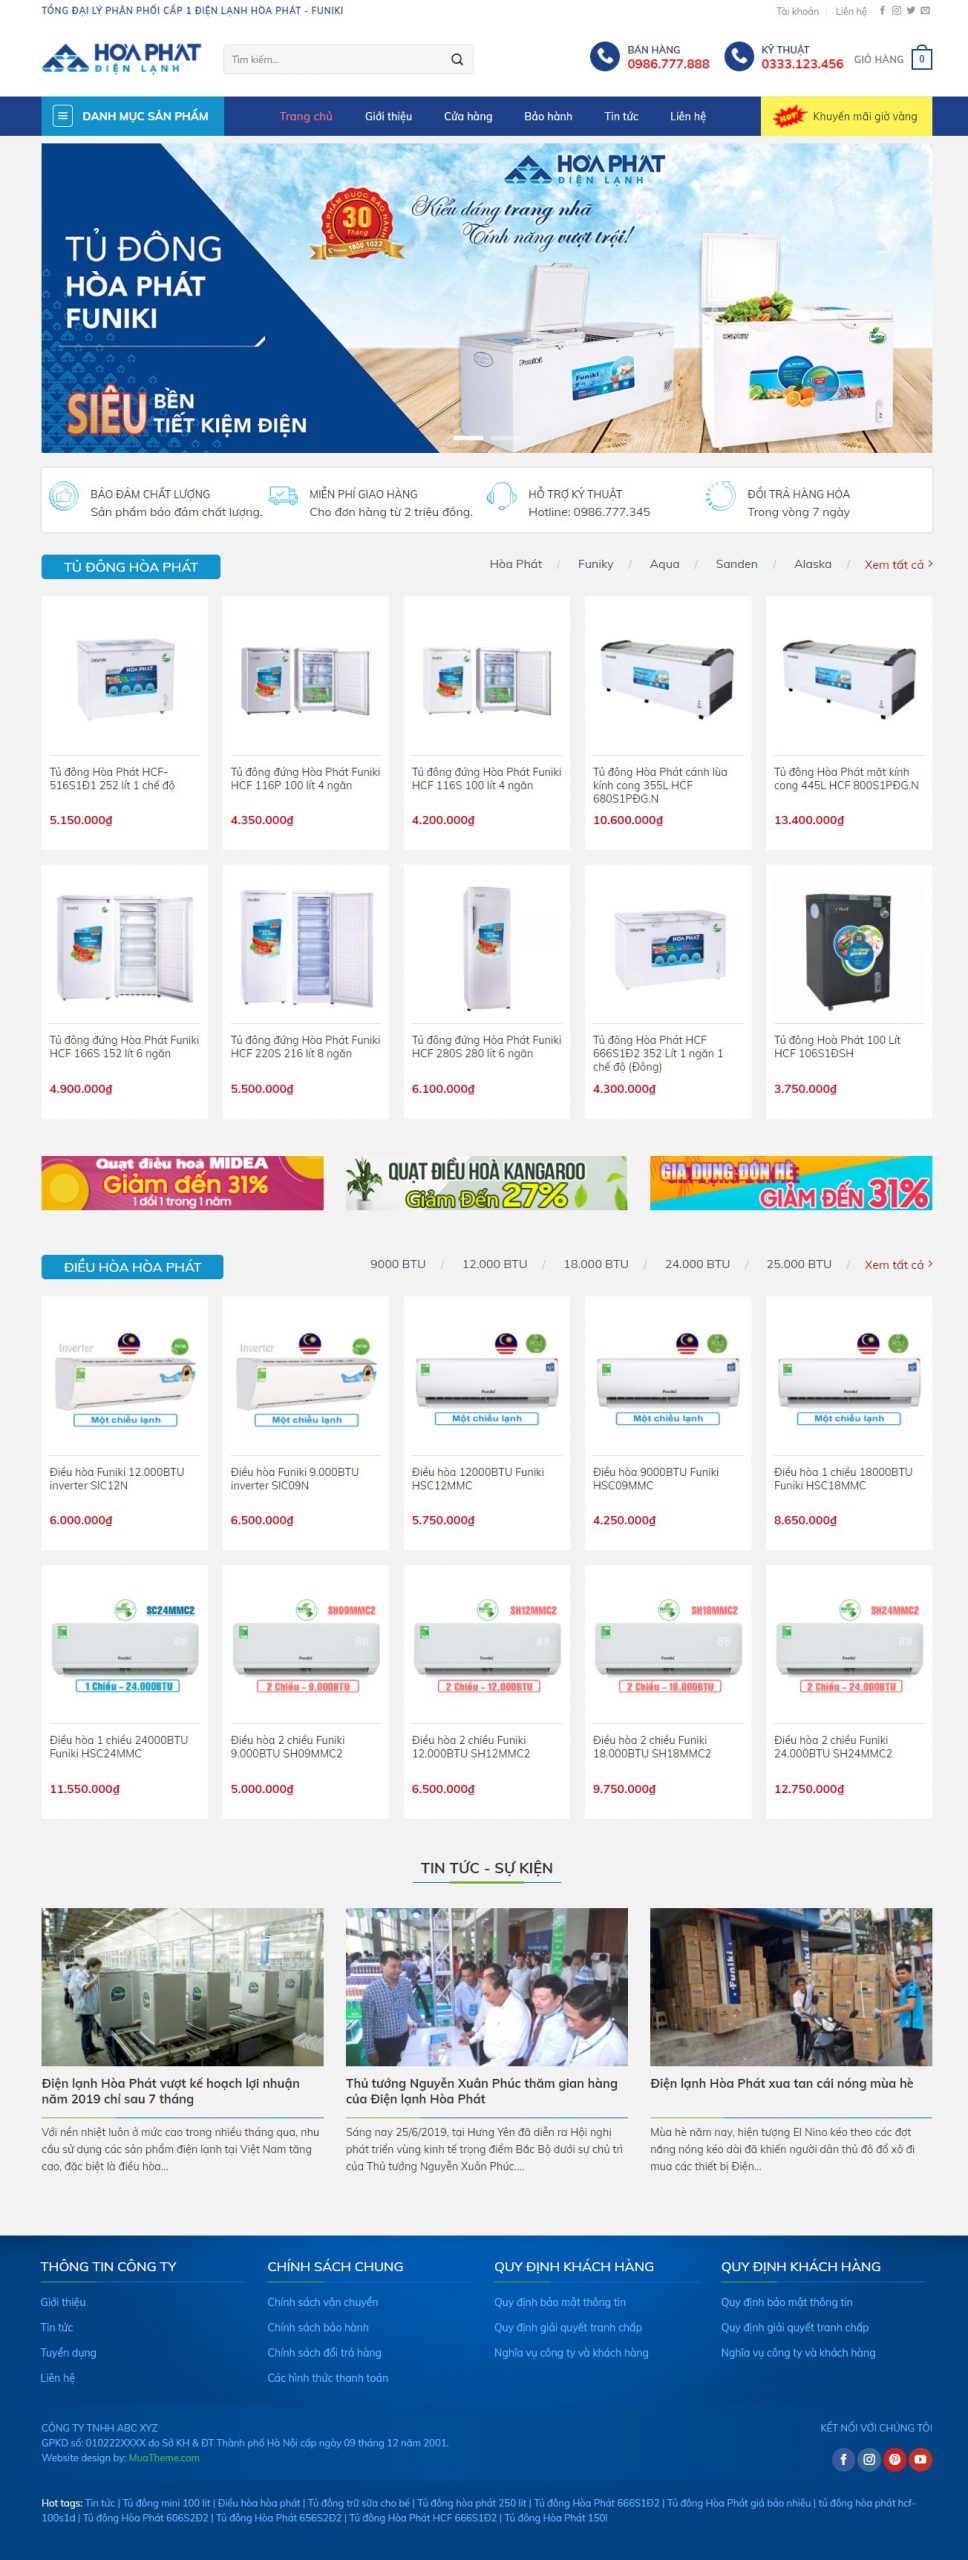 TỔNG ĐẠI LÝ PHÂN PHỐI CẤP 1 ĐIỆN LẠNH HÒA PHÁT - FUNIKI
Tài khoản
Liên hệ
HOA PHAT
ĐIỆN LẠNH
Tìm kiếm...
BÁN HÀNG
0986.777.888
KỸ THUẬT
0333.123.456
GIỎ HÀNG
0
DANH MỤC SẢN PHẨM
Trang chủ
Giới thiệu
Cửa hàng
Bảo hành
Tin tức
Liên hệ
HOT
Khuyến mãi giờ vàng
HOA PHAT
ĐIỆN LẠNH
SẢN PHẨM ĐƯỢC BẢO HÀNH
30
Tháng
1800 1022
Kiểu dáng trang nhã
Tính năng vượt trội!
TỦ ĐÔNG
HÒA PHÁT
FUNIKI
SIÊU BỀN
TIẾT KIỆM ĐIỆN
Funiki
Funiki
HOA PHAT
BẢO ĐẢM CHẤT LƯỢNG
Sản phẩm bảo đảm chất lượng.
MIỄN PHÍ GIAO HÀNG
Cho đơn hàng từ 2 triệu đồng.
HỖ TRỢ KỸ THUẬT
Hotline: 0986.777.345
ĐỔI TRẢ HÀNG HÓA
Trong vòng 7 ngày
TỦ ĐÔNG HÒA PHÁT
Hòa Phát / Funiky / Aqua / Sanden / Alaska / Xem tất cả
HOA PHAT
Tủ đông Hòa Phát HCF-
516S1Đ1 252 lít 1 chế độ
5.150.000₫
Tủ đông đứng Hòa Phát Funiki
HCF 116P 100 lít 4 ngăn
4.350.000₫
Tủ đông đứng Hòa Phát Funiki
HCF 116S 100 lít 4 ngăn
4.200.000₫
Tủ đông Hòa Phát cánh lùa
kính cong 355L HCF
680S1PĐG.N
10.600.000₫
Tủ đông Hoà Phát mặt kính
cong 445L HCF 800S1PĐG.N
13.400.000₫
Tủ đông đứng Hòa Phát Funiki
HCF 166S 152 lít 6 ngăn
4.900.000₫
Tủ đông đứng Hòa Phát Funiki
HCF 220S 216 lít 8 ngăn
5.500.000₫
Tủ đông đứng Hòa Phát Funiki
HCF 280S 280 lít 6 ngăn
6.100.000₫
HOA PHAT
Tủ đông Hòa Phát HCF
666S1Đ2 352 Lít 1 ngăn 1
chế độ (Đông)
4.300.000₫
Tủ đông Hoà Phát 100 Lít
HCF 106S1ĐSH
3.750.000₫
Quạt điều hoà MIDEA
Giảm đến 31%
1 đổi 1 trong 1 năm
QUẠT ĐIỀU HOÀ KANGAROO
Giảm Đến 27%
GIA DỤNG ĐÓN HÈ
GIẢM ĐẾN 31%
ĐIỀU HÒA HÒA PHÁT
9000 BTU / 12.000 BTU / 18.000 BTU / 24.000 BTU / 25.000 BTU / Xem tất cả
Inverter
Một chiều lạnh
Điều hòa Funiki 12.000BTU
inverter SIC12N
6.000.000₫
Inverter
Một chiều lạnh
Điều hòa Funiki 9.000BTU
inverter SIC09N
6.500.000₫
R32
Funiki
Một chiều lạnh
Điều hòa 12000BTU Funiki
HSC12MMC
5.750.000₫
R32
Funiki
Một chiều lạnh
Điều hòa 9000BTU Funiki
HSC09MMC
4.250.000₫
R32
Funiki
Một chiều lạnh
Điều hòa 1 chiều 18000BTU
Funiki HSC18MMC
8.650.000₫
SC24MMC2
88
Funiki
1 Chiều - 24.000BTU
Điều hòa 1 chiều 24000BTU
Funiki HSC24MMC
11.550.000₫
SH09MMC2
88
Funiki
2 Chiều - 9.000BTU
Điều hòa 2 chiều Funiki
9.000BTU SH09MMC2
5.000.000₫
SH12MMC2
88
Funiki
2 Chiều - 12.000BTU
Điều hòa 2 chiều Funiki
12.000BTU SH12MMC2
6.500.000₫
SH18MMC2
88
Funiki
2 Chiều - 18.000BTU
Điều hòa 2 chiều Funiki
18.000BTU SH18MMC2
9.750.000₫
SH24MMC2
88
Funiki
2 Chiều - 24.000BTU
Điều hòa 2 chiều Funiki
24.000BTU SH24MMC2
12.750.000₫
TIN TỨC - SỰ KIỆN
Điện lạnh Hòa Phát vượt kế hoạch lợi nhuận
năm 2019 chỉ sau 7 tháng
Với nền nhiệt luôn ở mức cao trong nhiều tháng qua, nhu
cầu sử dụng các sản phẩm điện lạnh tại Việt Nam tăng
cao, đặc biệt là điều hòa...
Thủ tướng Nguyễn Xuân Phúc thăm gian hàng
của Điện lạnh Hòa Phát
Sáng nay 25/6/2019, tại Hưng Yên đã diễn ra Hội nghị
phát triển vùng kinh tế trọng điểm Bắc Bộ dưới sự chủ trì
của Thủ tướng Nguyễn Xuân Phúc....
Funiki
Điện lạnh Hòa Phát xua tan cái nóng mùa hè
Mùa hè năm nay, hiện tượng El Nino kéo theo các đợt
nắng nóng kéo dài đã khiến người dân thủ đô đổ xô đi
mua các thiết bị Điện...
THÔNG TIN CÔNG TY
Giới thiệu
Tin tức
Tuyển dụng
Liên hệ
CHÍNH SÁCH CHUNG
Chính sách vận chuyển
Chính sách bảo hành
Chính sách đổi trả hàng
Các hình thức thanh toán
QUY ĐỊNH KHÁCH HÀNG
Quy định bảo mật thông tin
Quy định giải quyết tranh chấp
Nghĩa vụ công ty và khách hàng
QUY ĐỊNH KHÁCH HÀNG
Quy định bảo mật thông tin
Quy định giải quyết tranh chấp
Nghĩa vụ công ty và khách hàng
CÔNG TY TNHH ABC XYZ
GPKD số: 010222XXXX do Sở KH & ĐT Thành phố Hà Nội cấp ngày 09 tháng 12 năm 2001.
Website design by: MuaTheme.com
KẾT NỐI VỚI CHÚNG TÔI
Hot tags: Tin tức | Tủ đông mini 100 lit | Điều hòa hòa phát | Tủ đông trữ sữa cho bé | Tủ đông hòa phát 250 lit | Tủ đông Hòa Phát 666S1Đ2 | Tủ đông Hòa Phát giá bảo nhiêu | tủ đông hòa phát hcf-
100s1d | Tủ đông Hòa Phát 606S2Đ2 | Tủ đông Hòa Phát 656S2Đ2 | Tủ đông Hòa Phát HCF 666S1Đ2 | Tủ đông Hòa Phát 150l